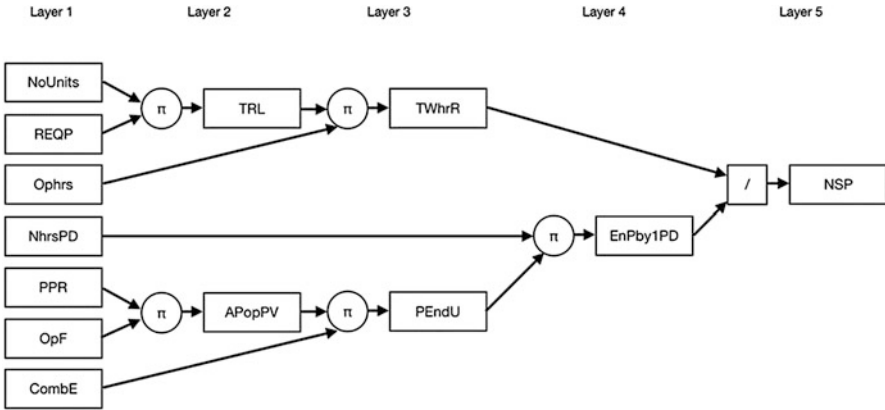 Layer 1 Layer 2 Layer 3 Layer 4 Layer 5
NoUnits
π TRL π TWhrR
REQP
Ophrs
/ NSP
NhrsPD
π EnPby1PD
PPR
π APopPV π PEndU
OpF
CombE